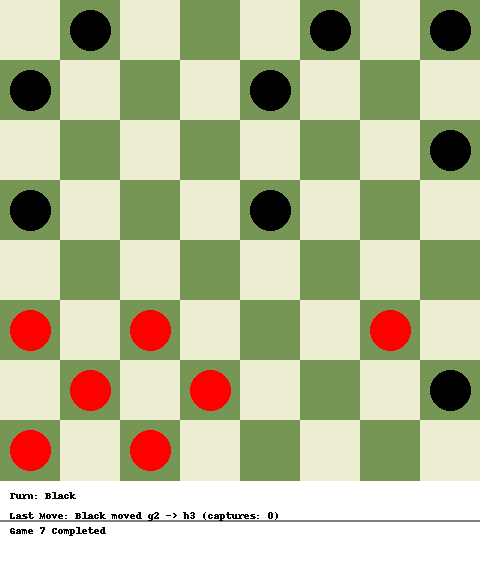 Turn: Black
Last Move: Black moved g2 -> h3 (captures: 0)
Game 7 Completed